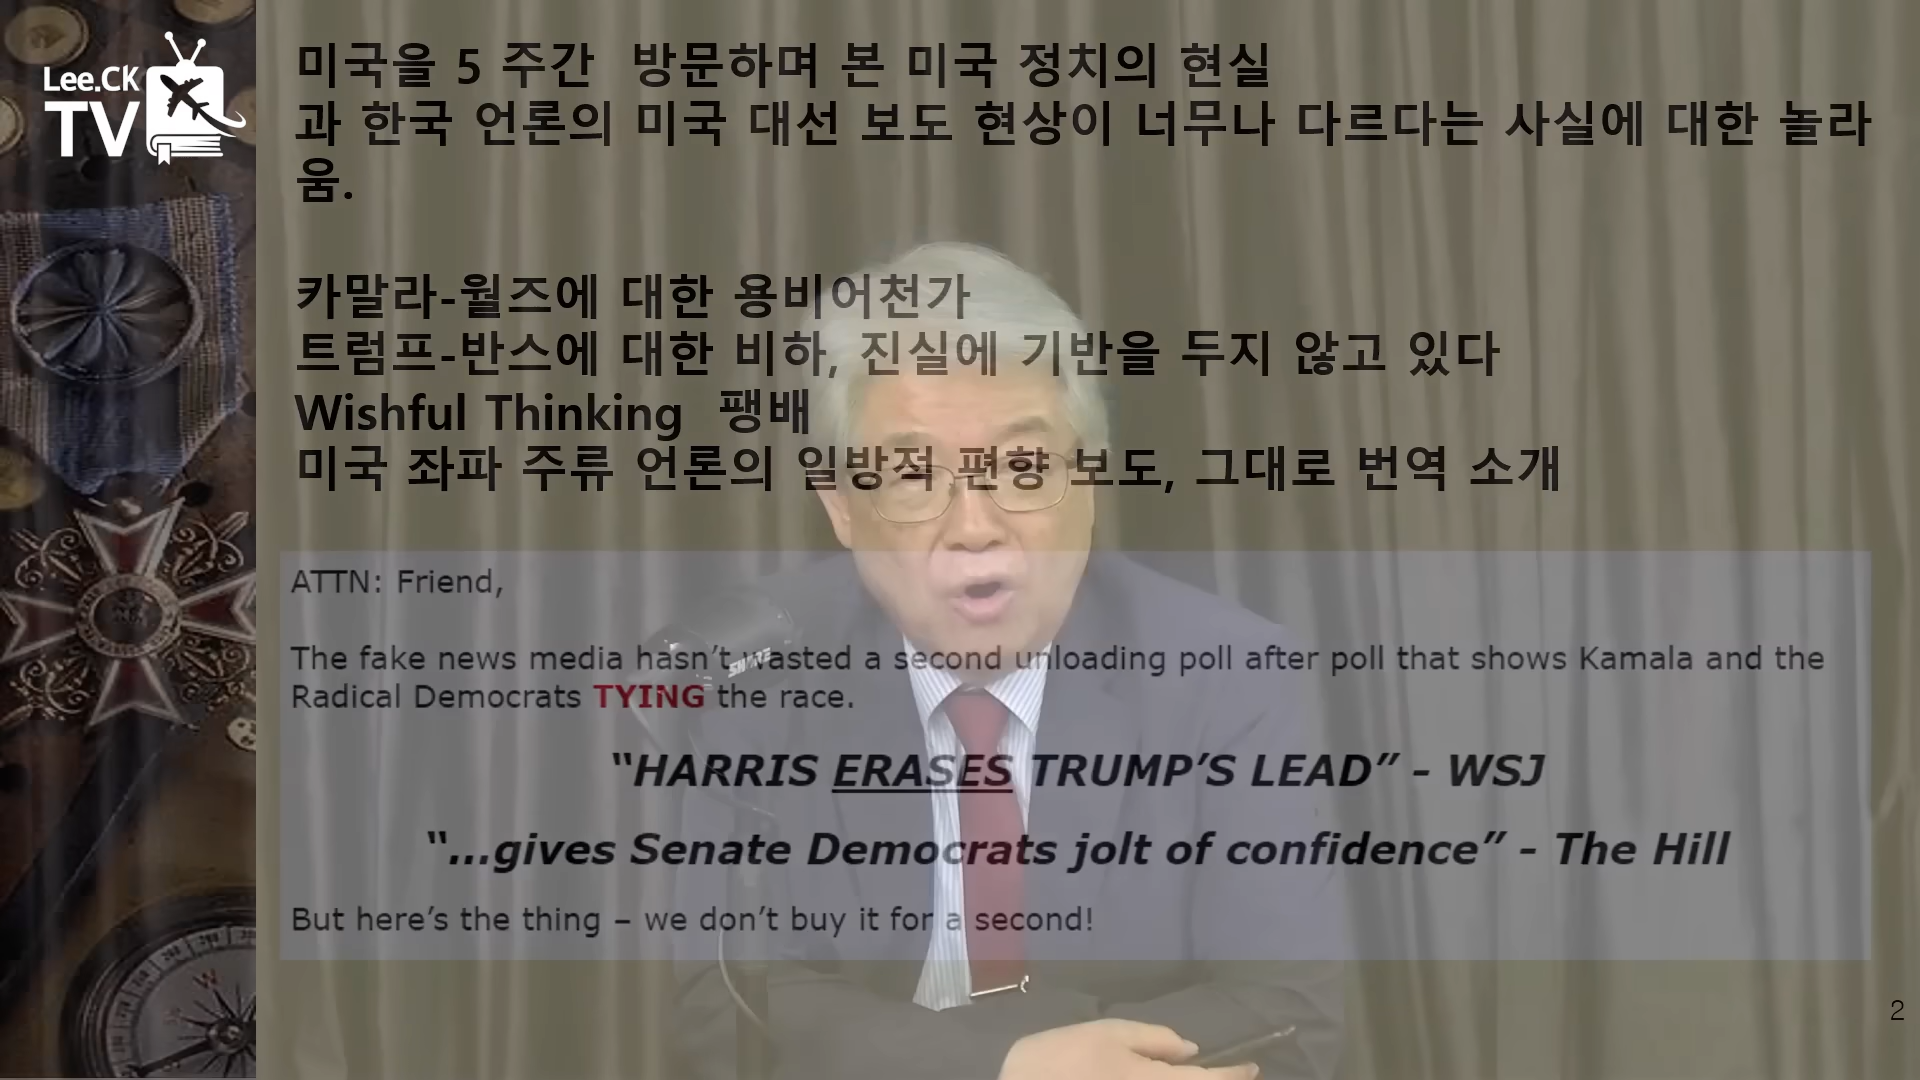 Lee.CK
TV
미국을 5 주간 방문하며 본 미국 정치의 현실
과 한국 언론의 미국 대선 보도 현상이 너무나 다르다는 사실에 대한 놀라
움.
카말라-월즈에 대한 용비어천가
트럼프-반스에 대한 비하, 진실에 기반을 두지 않고 있다
Wishful Thinking 팽배
미국 좌파 주류 언론의 일방적 편향 보도, 그대로 번역 소개
ATTN: Friend,
The fake news media hasn’t wasted a second unloading poll after poll that shows Kamala and the
Radical Democrats TYING the race.
“HARRIS ERASES TRUMP’S LEAD” – WSJ
“...gives Senate Democrats jolt of confidence” – The Hill
But here’s the thing – we don’t buy it for a second!
2